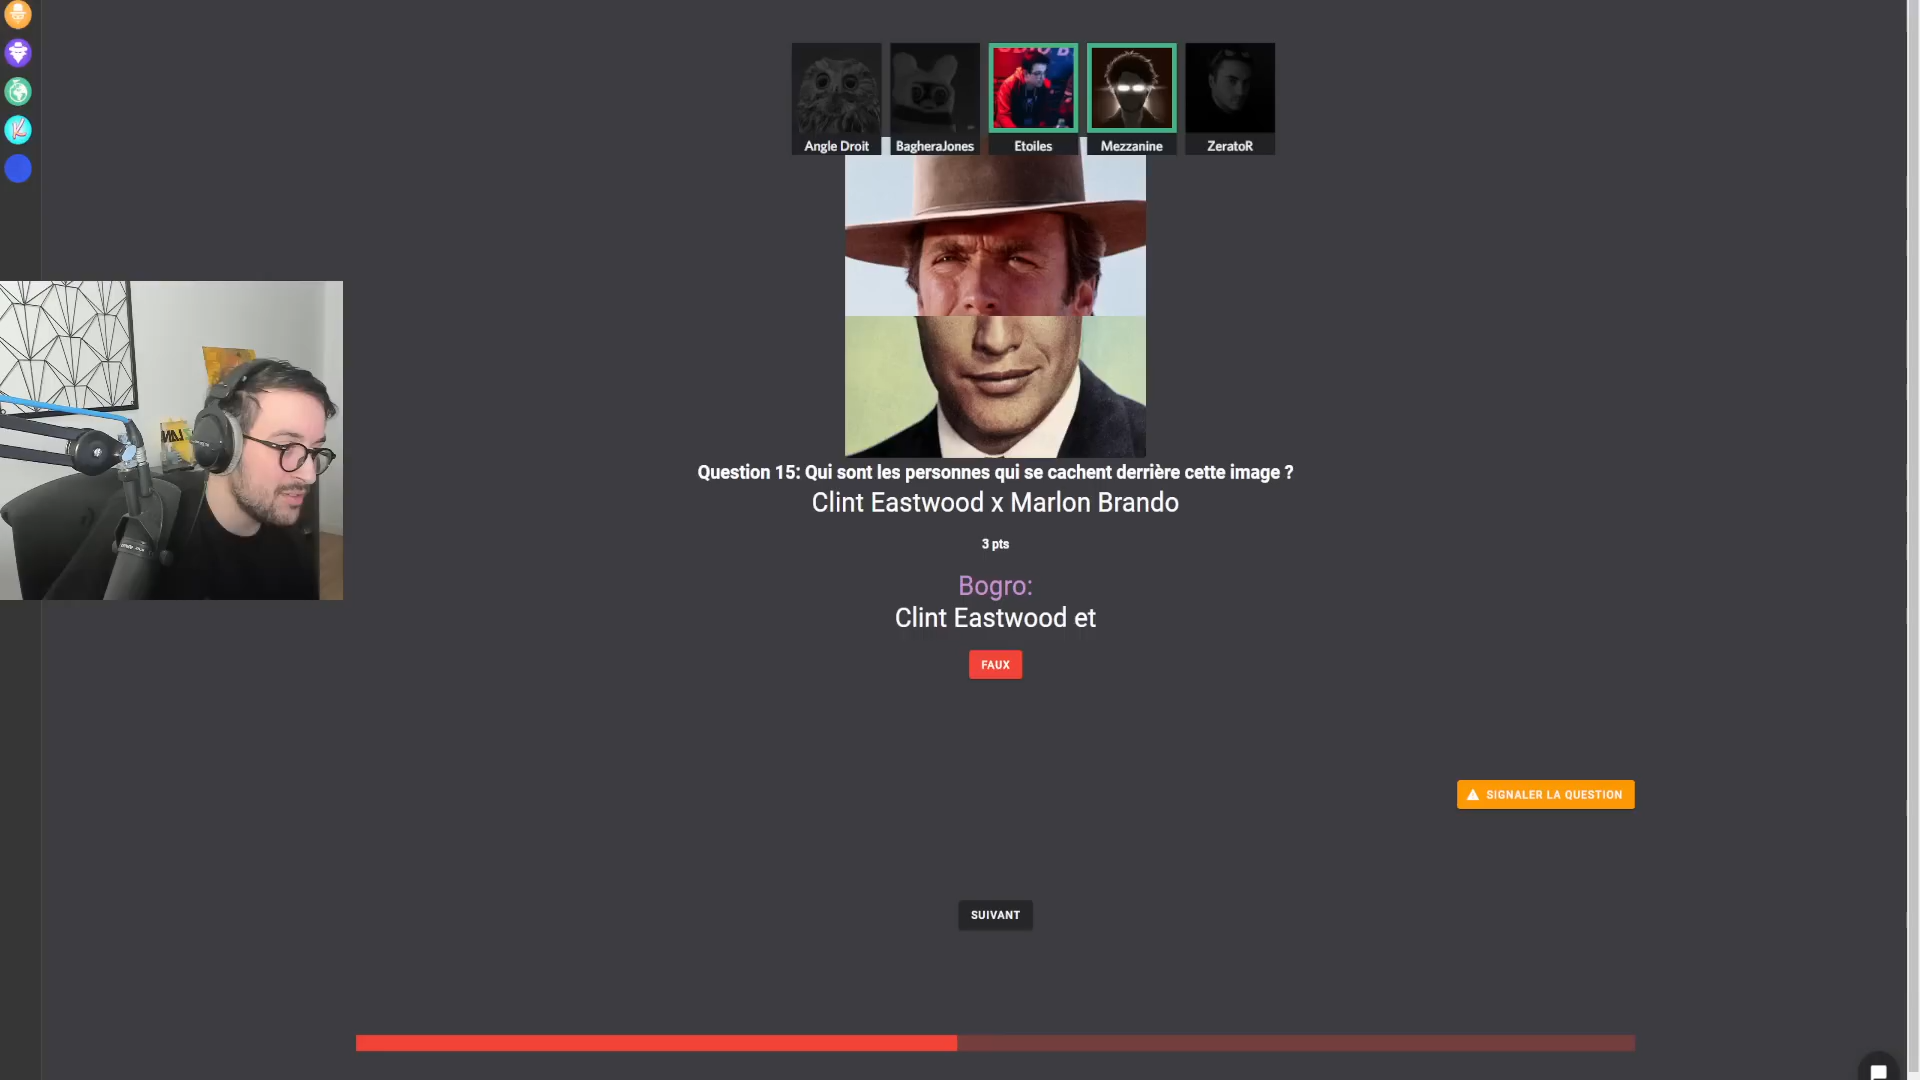 Angle Droit
BagheraJones
Etoiles
Mezzanine
ZeratoR
Question 15: Qui sont les personnes qui se cachent derrière cette image ?
Clint Eastwood x Marlon Brando
3 pts
Bogro:
Clint Eastwood et
FAUX
SIGNALER LA QUESTION
SUIVANT